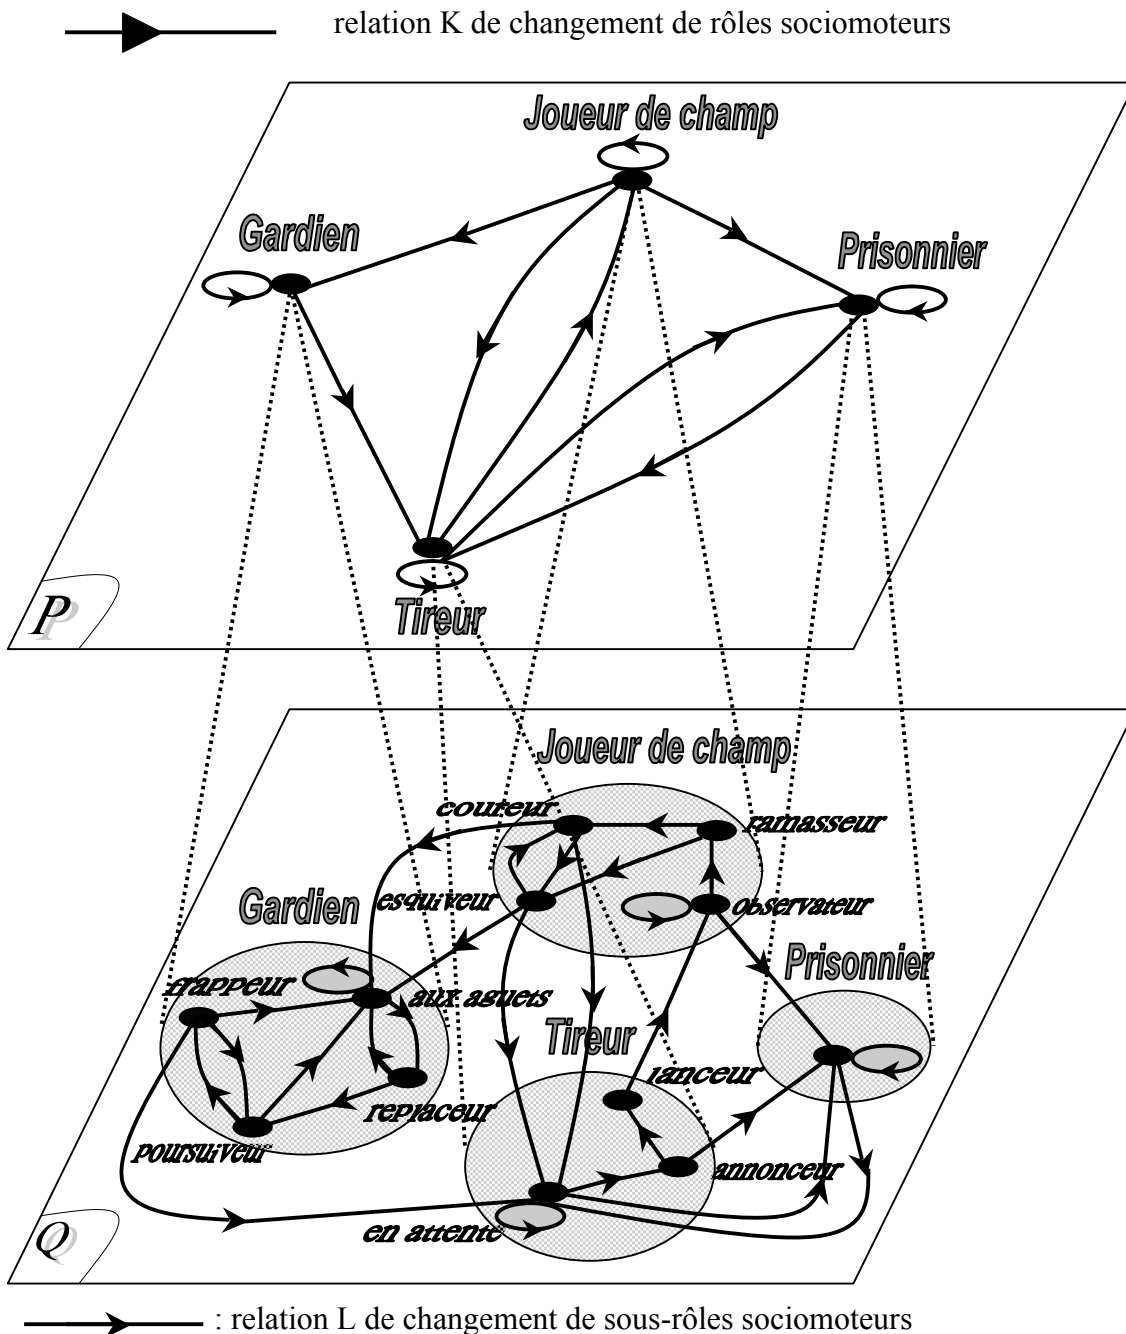 relation K de changement de rôles sociomoteurs
Joueur de champ
Gardien
Prisonnier
Tireur
P
Joueur de champ
coureur
ramasseur
esquiveur
observateur
Gardien
Prisonnier
frappeur
aux aguets
Tireur
lanceur
replaceur
poursuiveur
annonceur
en attente
Q
: relation L de changement de sous-rôles sociomoteurs